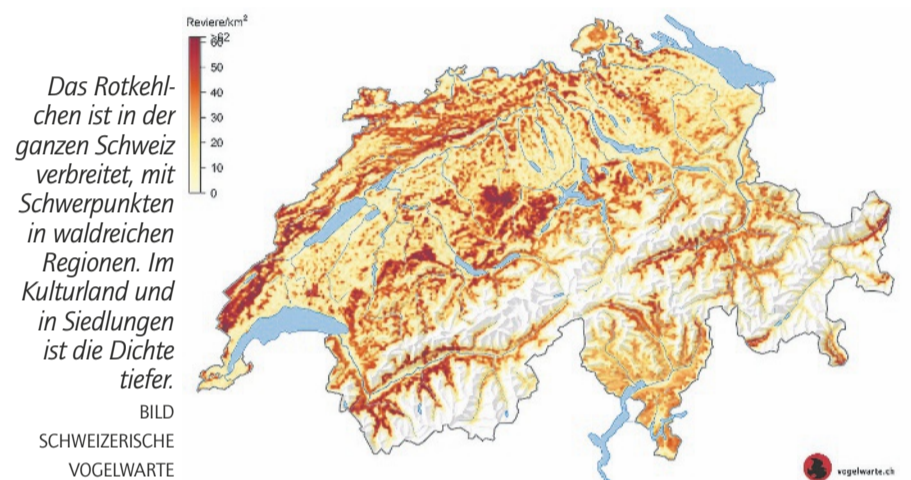 Das Rotkehl-
chen ist in der
ganzen Schweiz
verbreitet, mit
Schwerpunkten
in waldreichen
Regionen. Im
Kulturland und
in Siedlungen
ist die Dichte
tiefer.
BILD
SCHWEIZERISCHE
VOGELWARTE
Reviere/km²
>62
60
50
40
30
20
10
0
vogelwarte.ch